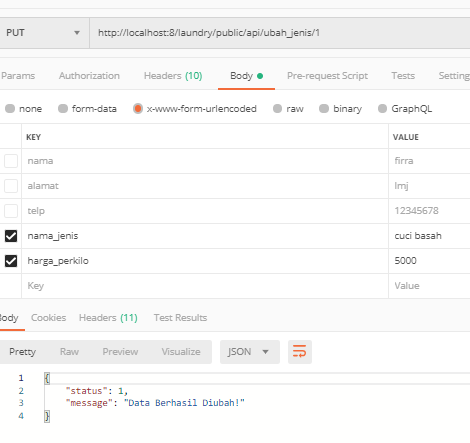 PUT http://localhost:8/laundry/public/api/ubah_jenis/1
Params Authorization Headers (10) Body Pre-request Script Tests Setting
none form-data x-www-form-urlencoded raw binary GraphQL
KEY VALUE
nama firra
alamat lmj
telp 12345678
nama_jenis cuci basah
harga_perkilo 5000
Key Value
Body Cookies Headers (11) Test Results
Pretty Raw Preview Visualize JSON
1 {
2 "status": 1,
3 "message": "Data Berhasil Diubah!"
4 }